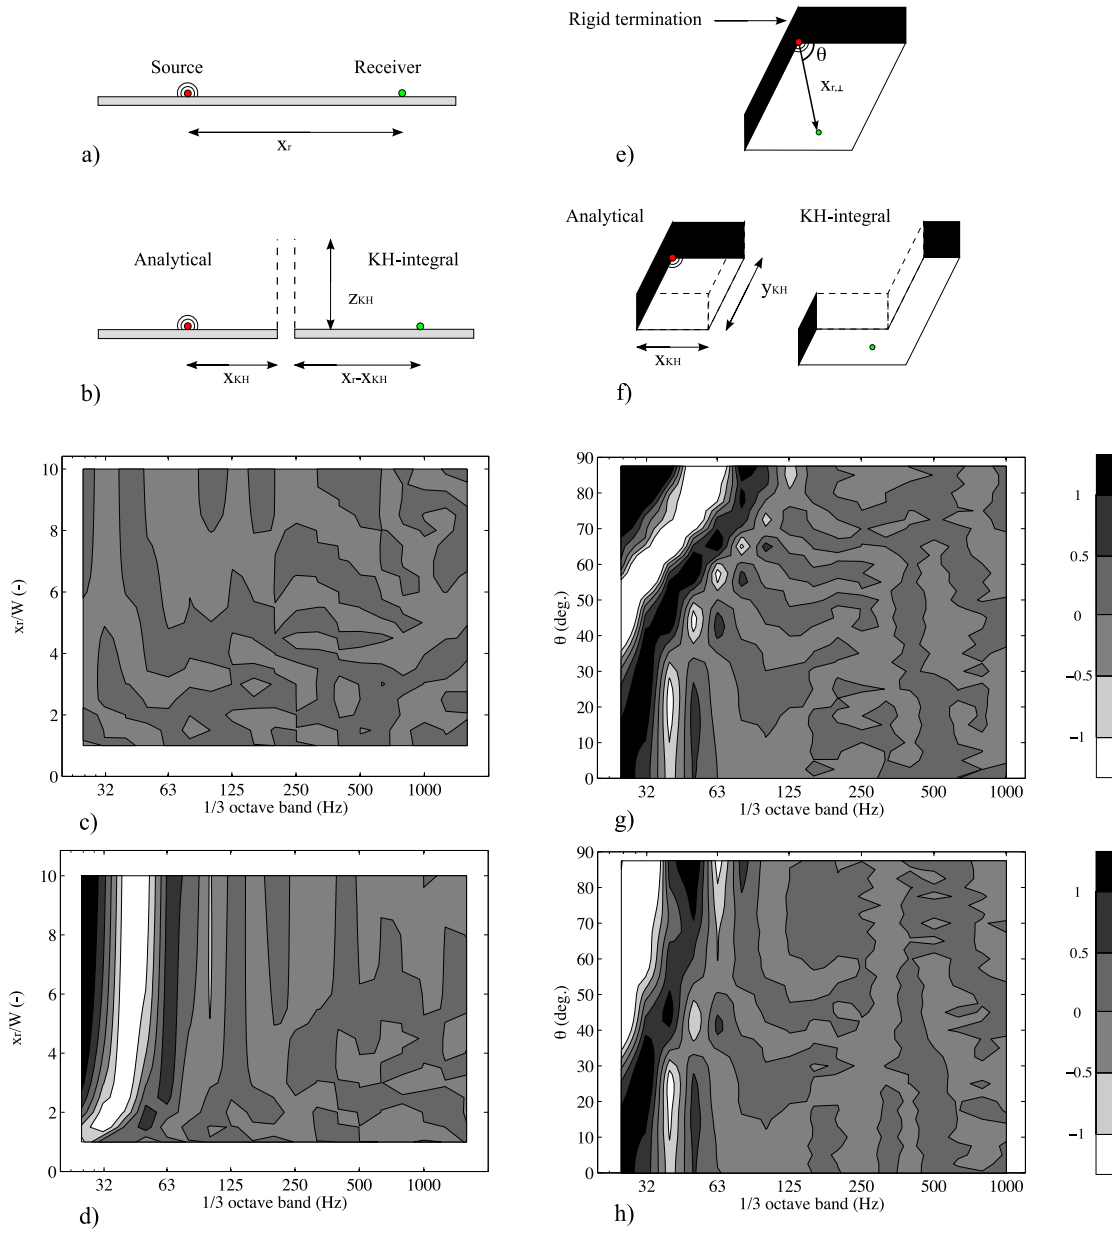 Source
Receiver
xr
a)
Analytical
KH-integral
zKH
xKH
xr-xKH
b)
Rigid termination
θ
xr,⊥
e)
Analytical
KH-integral
yKH
xKH
f)
10
8
6
4
2
0
xr/W (-)
32 63 125 250 500 1000
1/3 octave band (Hz)
c)
90
80
70
60
50
40
30
20
10
0
θ (deg.)
32 63 125 250 500 1000
1/3 octave band (Hz)
g)
1
0.5
0
−0.5
−1
10
8
6
4
2
0
xr/W (-)
32 63 125 250 500 1000
1/3 octave band (Hz)
d)
90
80
70
60
50
40
30
20
10
0
θ (deg.)
32 63 125 250 500 1000
1/3 octave band (Hz)
h)
1
0.5
0
−0.5
−1